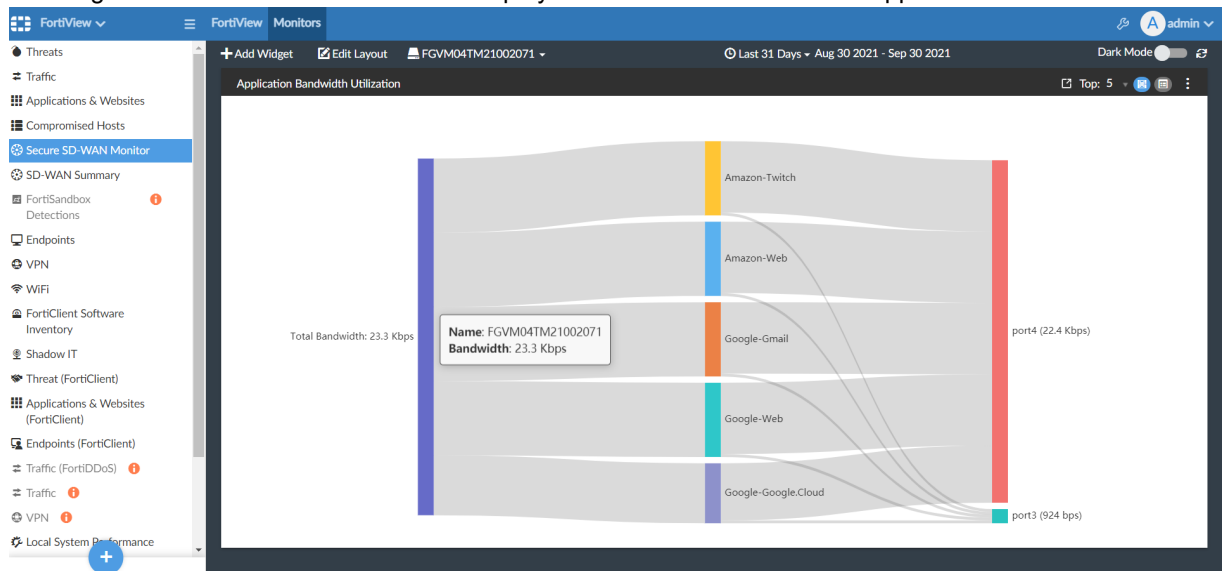 FortiView
FortiView Monitors
admin
Threats
Traffic
Applications & Websites
Compromised Hosts
Secure SD-WAN Monitor
SD-WAN Summary
FortiSandbox
Detections
Endpoints
VPN
WiFi
FortiClient Software
Inventory
Shadow IT
Threat (FortiClient)
Applications & Websites
(FortiClient)
Endpoints (FortiClient)
Traffic (FortiDDoS)
Traffic
VPN
Local System Performance
Add Widget Edit Layout FGVM04TM21002071 Last 31 Days Aug 30 2021 - Sep 30 2021 Dark Mode
Application Bandwidth Utilization Top: 5
Total Bandwidth: 23.3 Kbps
Name: FGVM04TM21002071
Bandwidth: 23.3 Kbps
Amazon-Twitch
Amazon-Web
Google-Gmail
Google-Web
Google-Google.Cloud
port4 (22.4 Kbps)
port3 (924 bps)